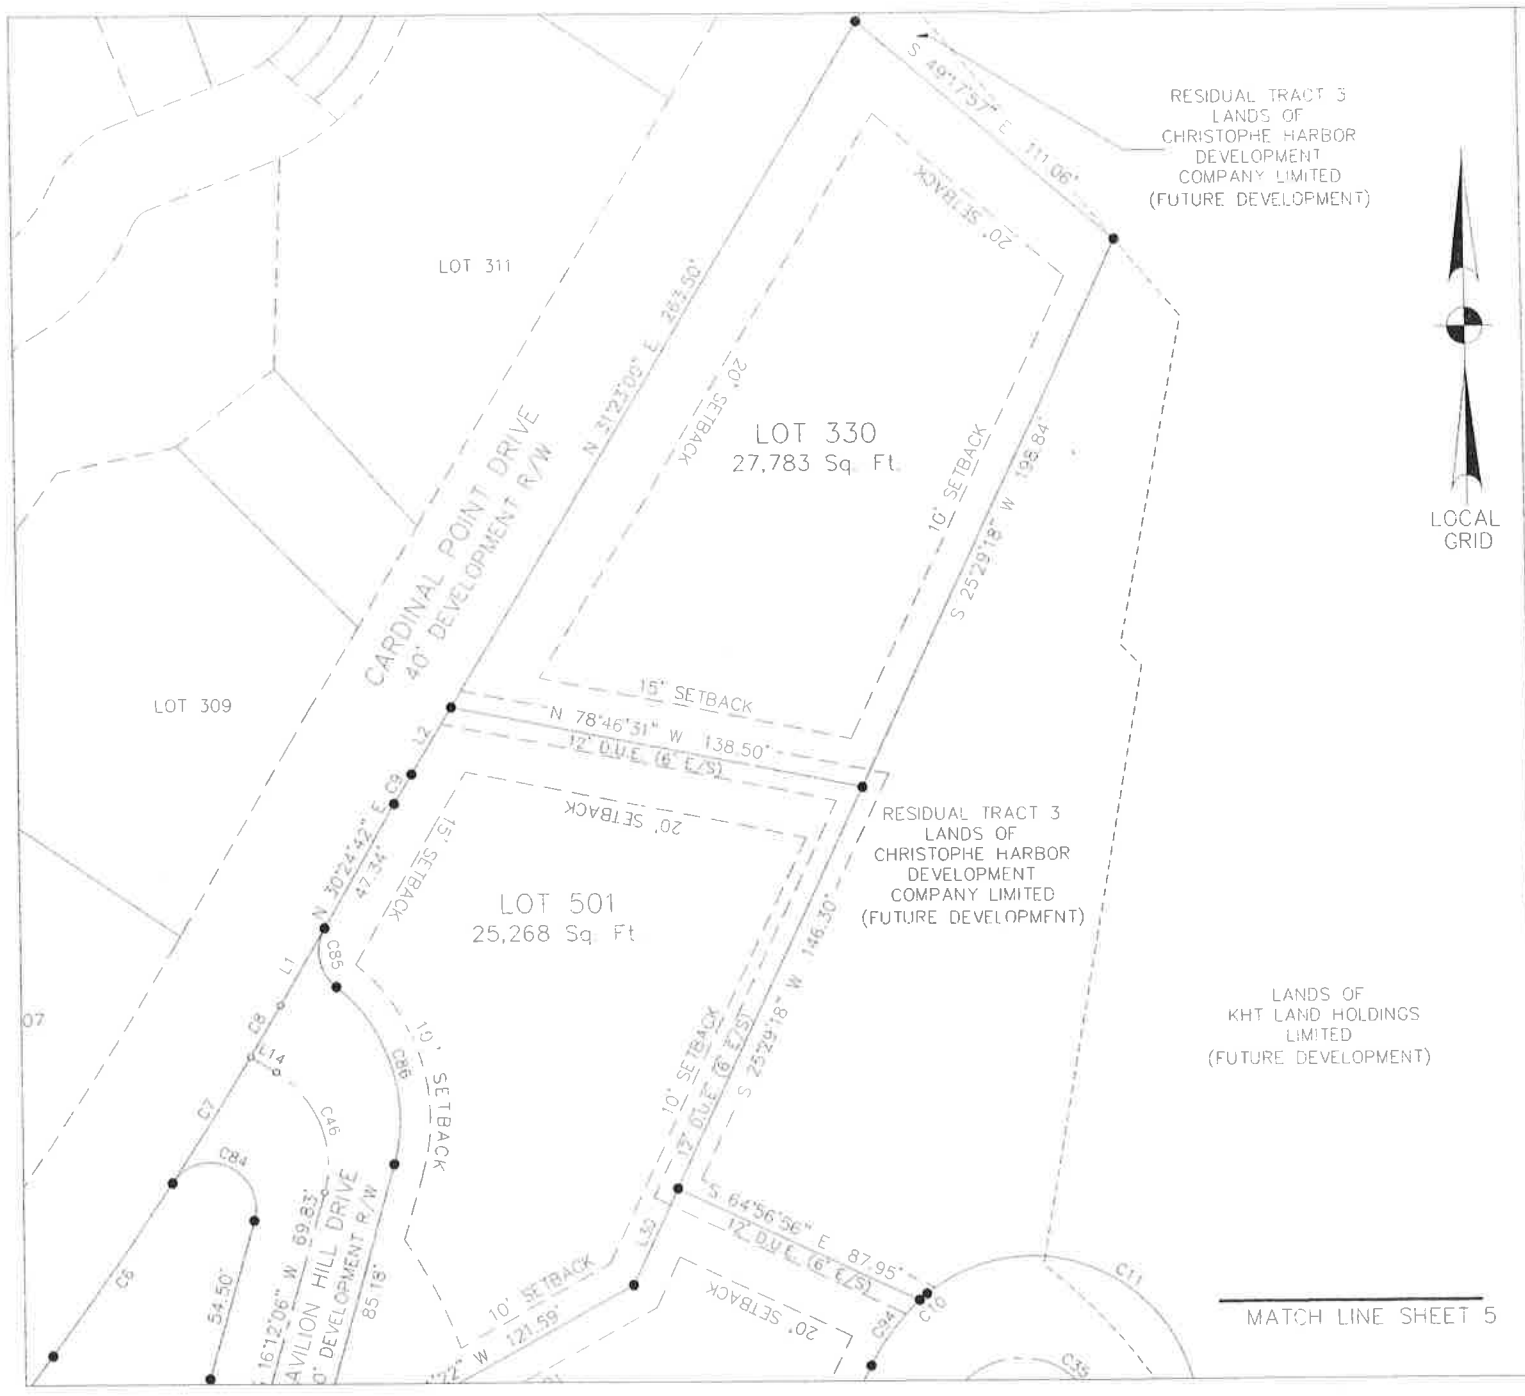 S 49°17'57" E 111.06'
RESIDUAL TRACT 3
LANDS OF
CHRISTOPHE HARBOR
DEVELOPMENT
COMPANY LIMITED
(FUTURE DEVELOPMENT)
20' SETBACK
LOT 311
N 31°23'00" E 263.50'
20' SETBACK
LOT 330
27,783 Sq. Ft.
10' SETBACK
S 25°29'18" W 198.84'
LOCAL
GRID
CARDINAL POINT DRIVE
40' DEVELOPMENT R/W
LOT 309
15' SETBACK
N 78°46'31" W 138.50'
12' D.U.E. (6' E/S)
L2
C9
20' SETBACK
15' SETBACK
N 30°24'42" E
47.34'
RESIDUAL TRACT 3
LANDS OF
CHRISTOPHE HARBOR
DEVELOPMENT
COMPANY LIMITED
(FUTURE DEVELOPMENT)
LOT 501
25,268 Sq. Ft.
S 25°29'18" W 146.30'
C85
L1
C8
07
LANDS OF
KHT LAND HOLDINGS
LIMITED
(FUTURE DEVELOPMENT)
10' SETBACK
C86
10' SETBACK
12' D.U.E. (6' E/S)
L14
C7
C46
C84
S 64°56'56" E 87.95'
12' D.U.E. (6' E/S)
L30
C6
54.50'
16°12'06" W 69.83'
AVILION HILL DRIVE
0' DEVELOPMENT R/W
85.18'
10' SETBACK
22" W 121.59'
20' SETBACK
C94
C10
C11
C35
MATCH LINE SHEET 5